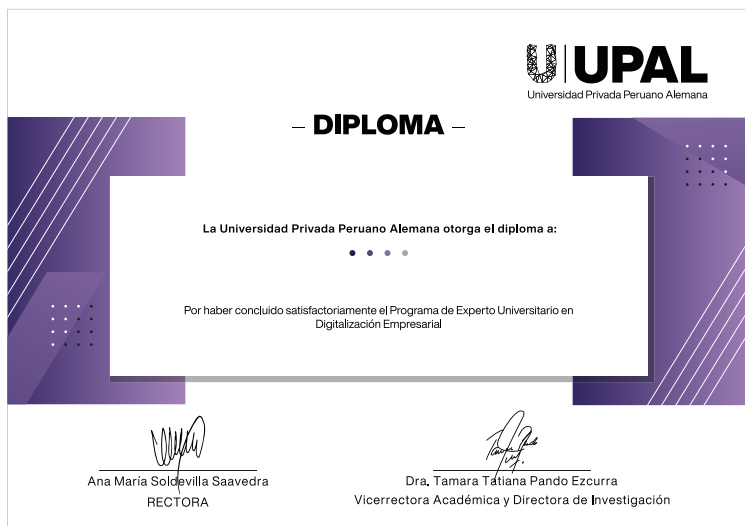 UPAL
Universidad Privada Peruano Alemana
– DIPLOMA –
La Universidad Privada Peruano Alemana otorga el diploma a:
Por haber concluido satisfactoriamente el Programa de Experto Universitario en
Digitalización Empresarial
Ana María Soldevilla Saavedra
RECTORA
Dra. Tamara Tatiana Pando Ezcurra
Vicerrectora Académica y Directora de Investigación